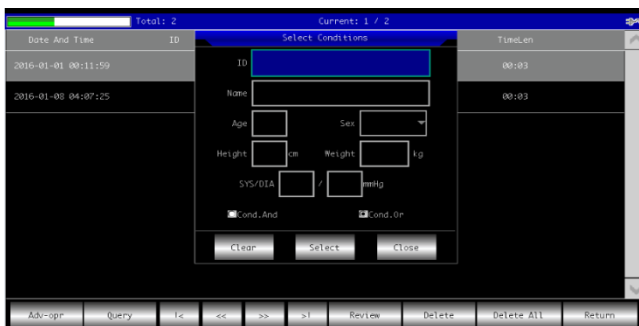 Total: 2 Current: 1 / 2
Date And Time ID Select Conditions TimeLen
ID
2016-01-01 00:11:59 00:03
Name
2016-01-08 04:07:25 00:03
Age Sex
Height cm Weight kg
SYS/DIA / mmHg
Cond.And Cond.Or
Clear Select Close
Adv-opr Query !< << >> >! Review Delete Delete All Return